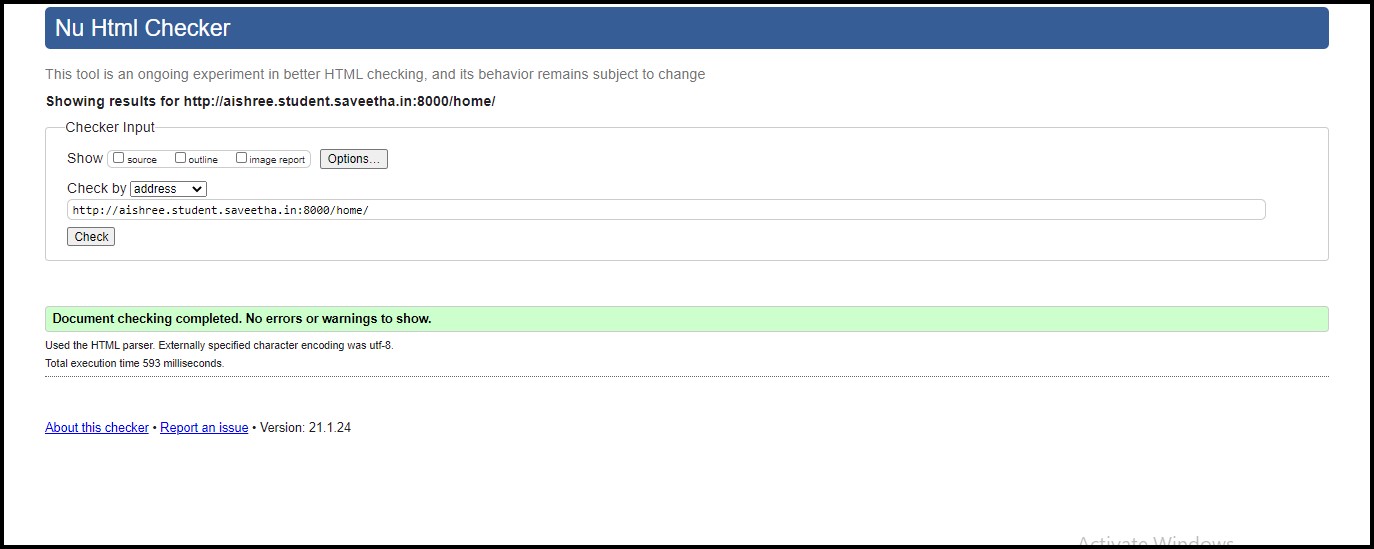 Nu Html Checker
This tool is an ongoing experiment in better HTML checking, and its behavior remains subject to change
Showing results for http://aishree.student.saveetha.in:8000/home/
Checker Input
Show source outline image report Options...
Check by address
http://aishree.student.saveetha.in:8000/home/
Check
Document checking completed. No errors or warnings to show.
Used the HTML parser. Externally specified character encoding was utf-8.
Total execution time 593 milliseconds.
About this checker • Report an issue • Version: 21.1.24
Activate Windows